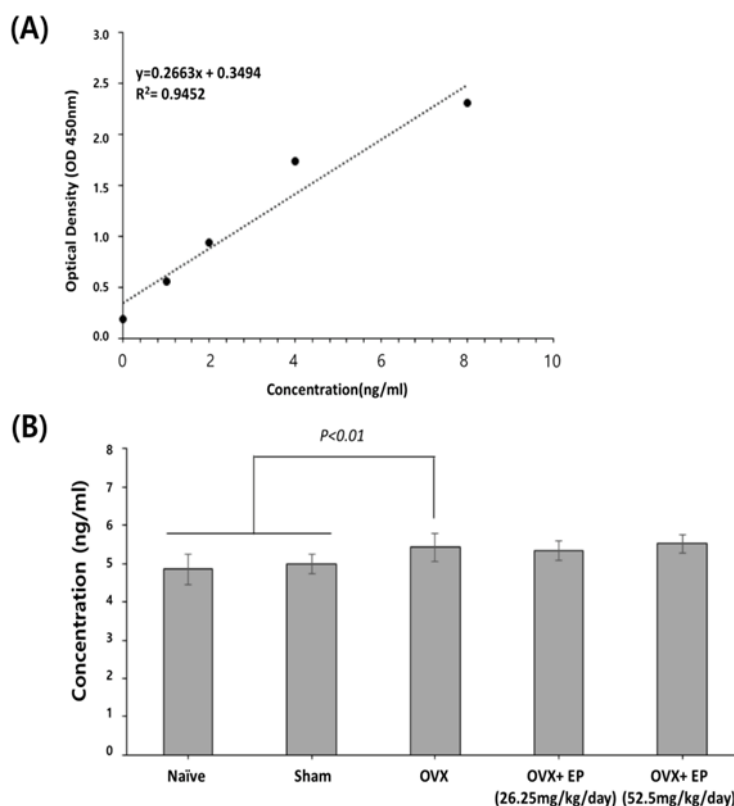 (A)
3.0
2.5
2.0
1.5
1.0
0.5
0.0
Optical Density (OD 450nm)
y=0.2663x + 0.3494
R²= 0.9452
0 2 4 6 8 10
Concentration(ng/ml)
(B)
8
7
6
5
4
3
2
1
0
Concentration (ng/ml)
P<0.01
Naïve Sham OVX OVX+ EP OVX+ EP
(26.25mg/kg/day) (52.5mg/kg/day)